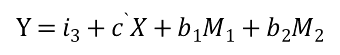 Y = i₃ + c`X + b₁M₁ + b₂M₂